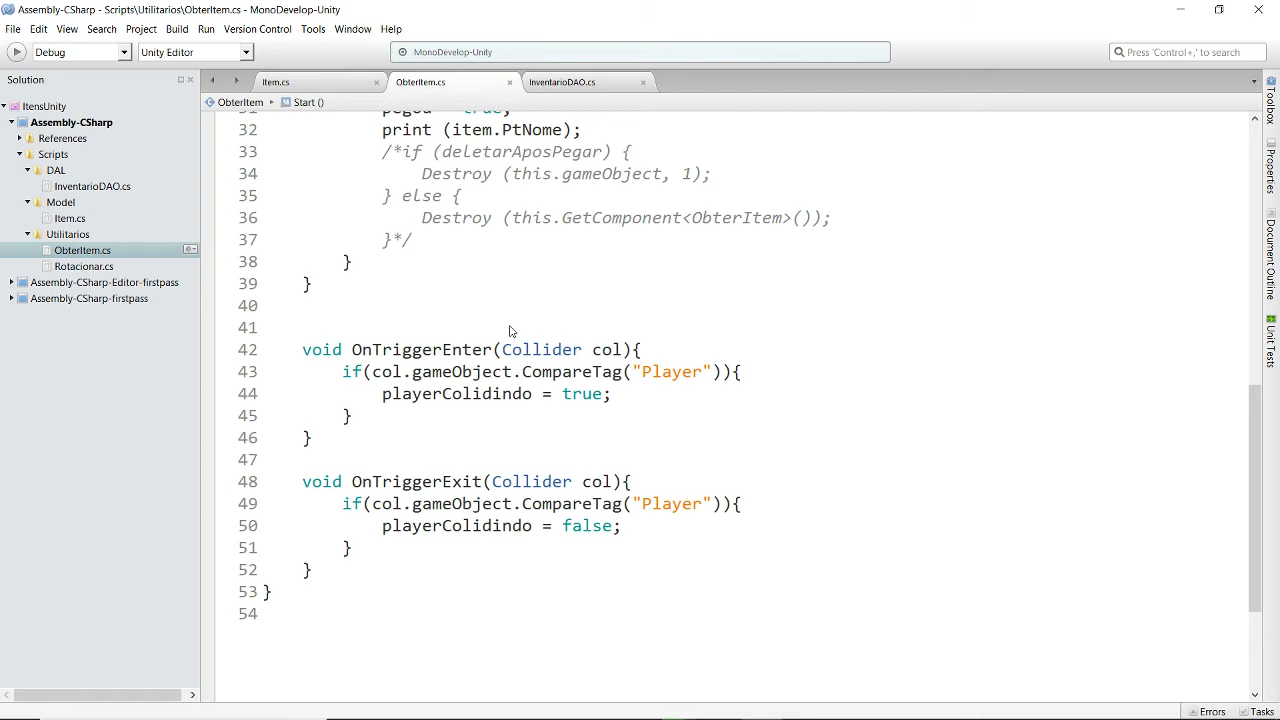 Assembly-CSharp - Scripts\Utilitarios\ObterItem.cs - MonoDevelop-Unity
File Edit View Search Project Build Run Version Control Tools Window Help
Debug Unity Editor MonoDevelop-Unity Press 'Control+,' to search
Solution
Item.cs ObterItem.cs InventarioDAO.cs
ObterItem Start ()
ItensUnity
Assembly-CSharp
References
Scripts
DAL
InventarioDAO.cs
Model
Item.cs
Utilitarios
ObterItem.cs
Rotacionar.cs
Assembly-CSharp-Editor-firstpass
Assembly-CSharp-firstpass
32 print (item.PtNome);
33 /*if (deletarAposPegar) {
34 Destroy (this.gameObject, 1);
35 } else {
36 Destroy (this.GetComponent<ObterItem>());
37 }*/
38 }
39 }
40
41
42 void OnTriggerEnter(Collider col){
43 if(col.gameObject.CompareTag("Player")){
44 playerColidindo = true;
45 }
46 }
47
48 void OnTriggerExit(Collider col){
49 if(col.gameObject.CompareTag("Player")){
50 playerColidindo = false;
51 }
52 }
53 }
54
Toolbox
Properties
Document Outline
Unit Tests
Errors Tasks